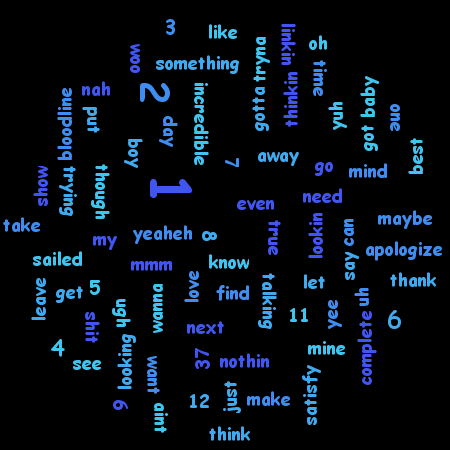 3
like
woo
something
gotta tryna
linkin
thinkin
oh
time
nah
2
incredible
yuh
got baby
one
bloodline
put
day
boy
7
away
go
mind
best
show
trying
though
1
even
need
take
my
yeaheh
8
true
lookin
say can
maybe
apologize
sailed
mmm
know
leave
get
5
love
find
talking
let
thank
wanna
11
yee
uh
6
shit
ugh
next
4
see
looking
want
37
nothin
mine
complete
6
aint
12
just
make
satisfy
think